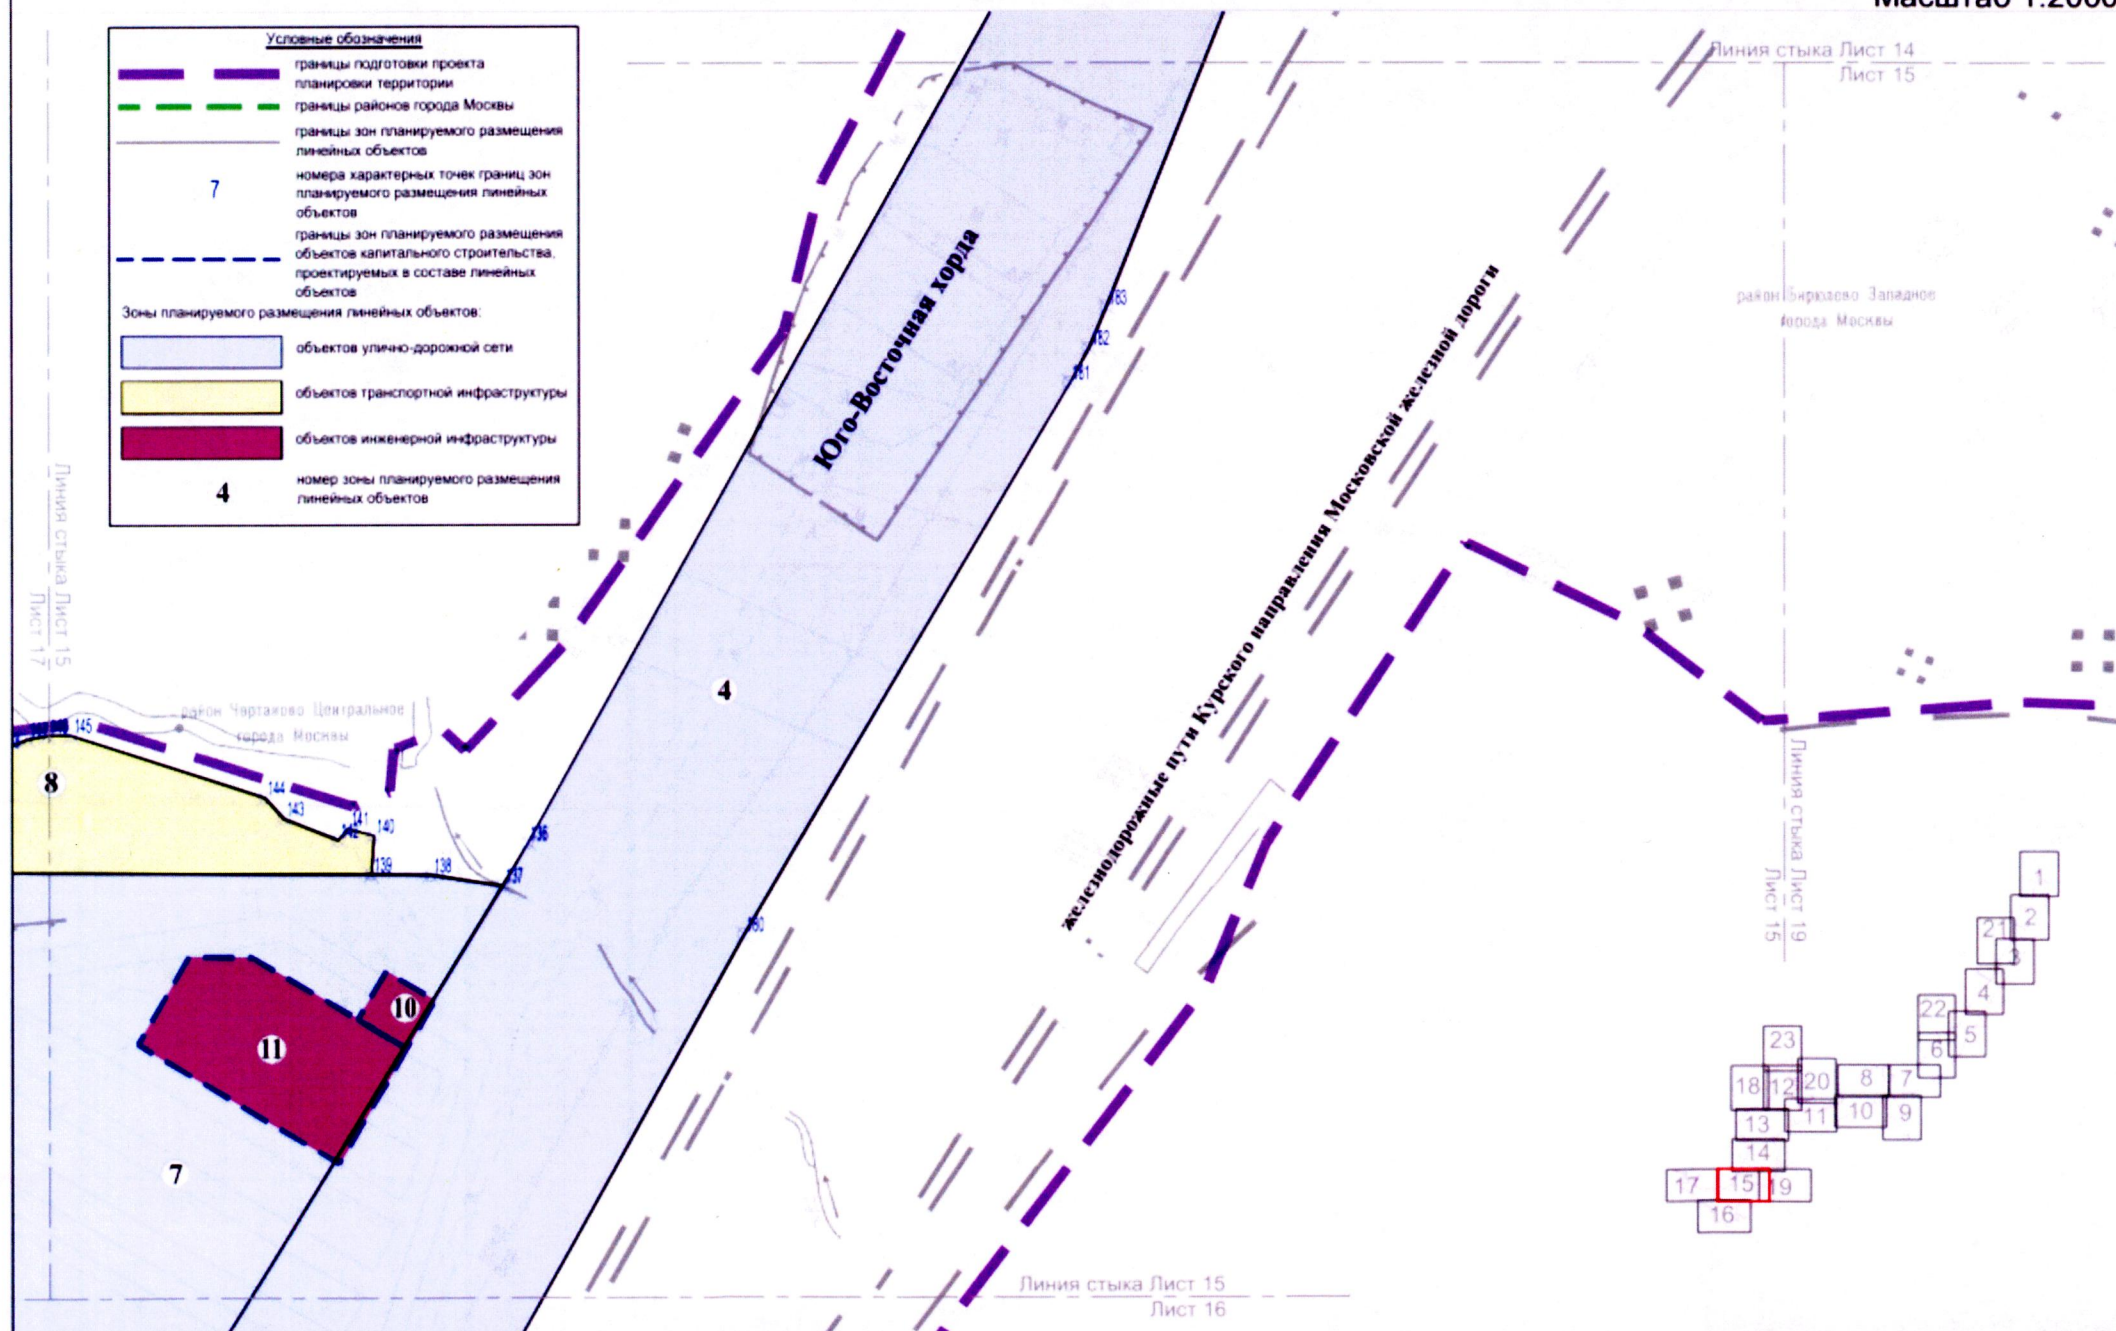 Масштаб 1:2000
Условные обозначения
границы подготовки проекта
планировки территории
границы районов города Москвы
границы зон планируемого размещения
линейных объектов
7
номера характерных точек границ зон
планируемого размещения линейных
объектов
границы зон планируемого размещения
объектов капитального строительства,
проектируемых в составе линейных
объектов
Зоны планируемого размещения линейных объектов:
объектов улично-дорожной сети
объектов транспортной инфраструктуры
объектов инженерной инфраструктуры
4
номер зоны планируемого размещения
линейных объектов
Линия стыка Лист 14
Лист 15
район Бирюлево Западное
города Москвы
Юго-Восточная хорда
железнодорожные пути Курского направления Московской железной дороги
183
182
181
Линия стыка Лист 15
Лист 17
район Чертаново Центральное
города Москвы
4
145
8
144
143
141
142
140
139
138
136
137
180
10
11
7
Линия стыка Лист 19
Лист 15
Линия стыка Лист 15
Лист 16
1
2
21
3
4
22
5
6
23
18
12
20
8
7
13
11
10
9
14
17
15
19
16